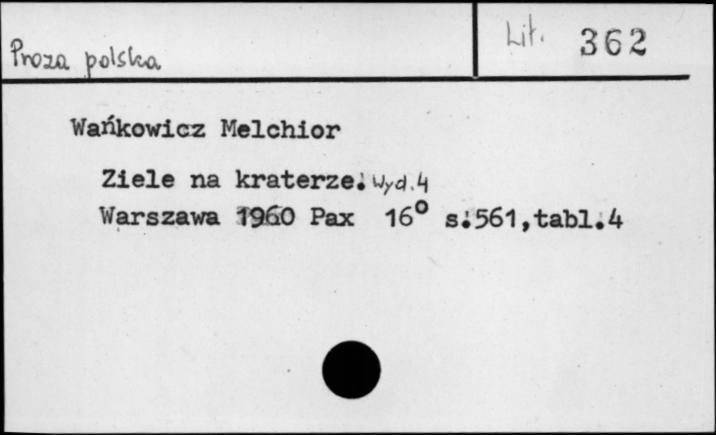 Proza polska
Lit. 362
Wańkowicz Melchior
Ziele na kraterze. Wyd.4
Warszawa 1960 Pax 16° s.561,tabl.4